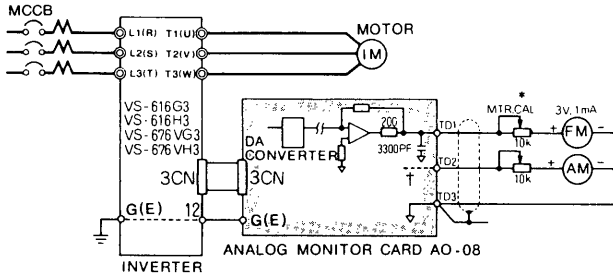 MCCB
MOTOR
L1(R) T1(U)
L2(S) T2(V)
L3(T) T3(W)
IM
VS-616G3
VS-616H3
VS-676VG3
VS-676VH3
DA
CONVERTER
200
3300PF
TD1
TD2
TD3
*
MTR.CAL
3V, 1mA
10k
+ FM -
10k
+ AM -
†
3CN
3CN
G(E) 12
G(E)
ANALOG MONITOR CARD AO-08
INVERTER